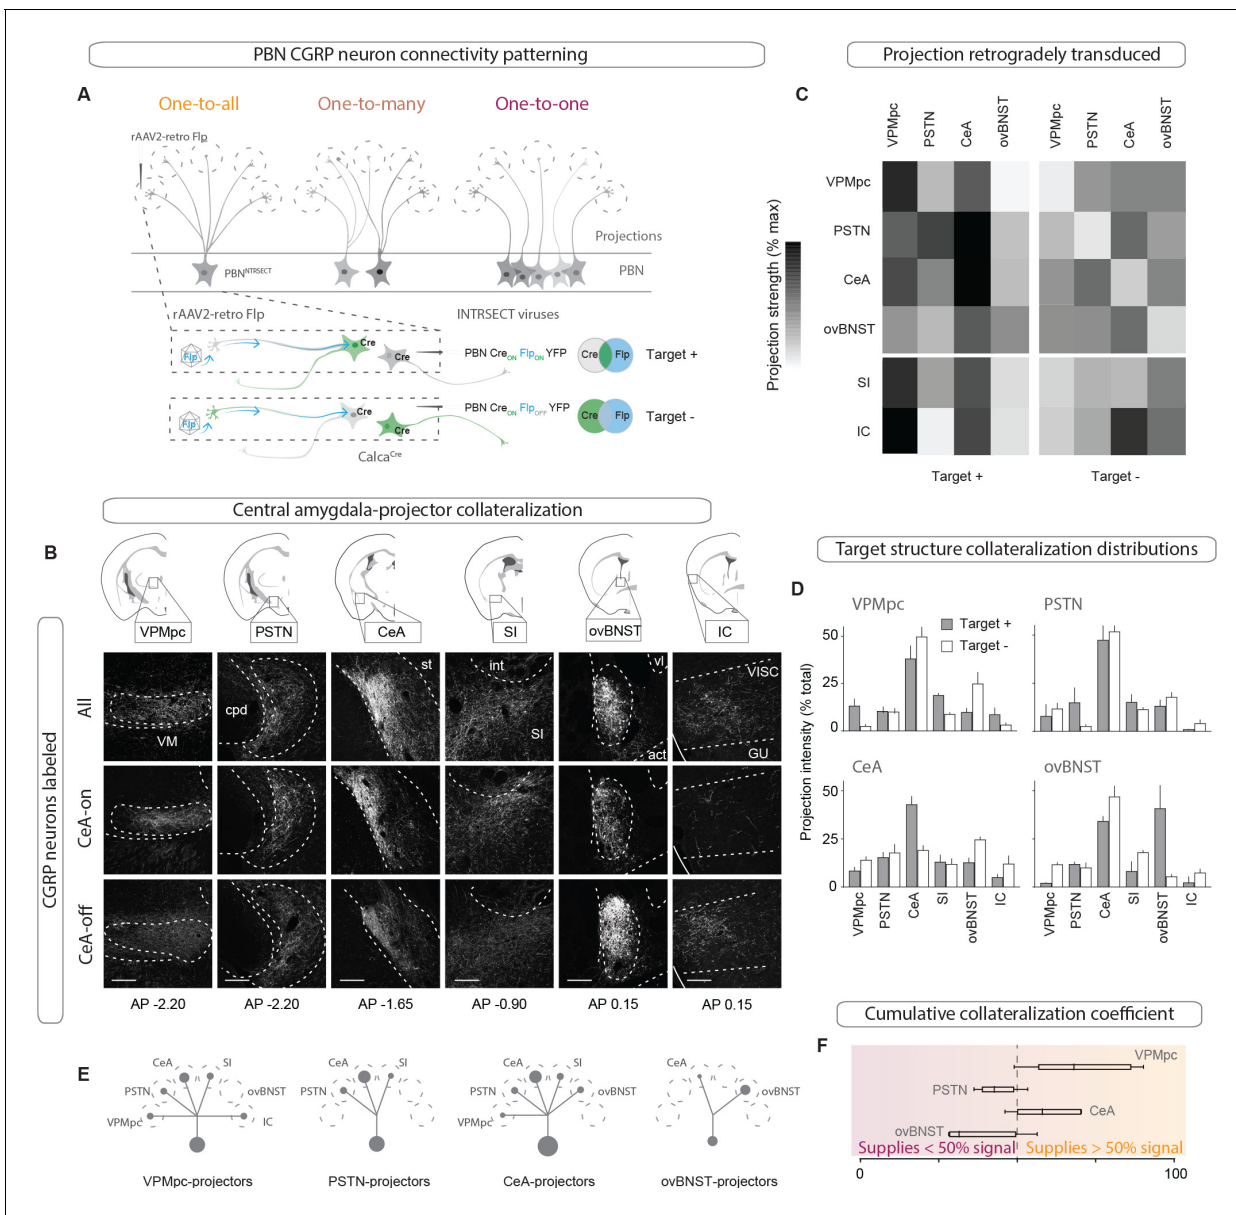 PBN CGRP neuron connectivity patterning
Projection retrogradely transduced
A
One-to-all
One-to-many
One-to-one
rAAV2-retro Flp
Projections
PBN
PBN^NTRSECT
rAAV2-retro Flp
INTRSECT viruses
Flp
Cre
Cre
PBN Cre_ON Flp_ON YFP
Cre
Flp
Target +
Flp
Cre
Cre
PBN Cre_ON Flp_OFF YFP
Cre
Flp
Target -
Calca^Cre
C
VPMpc
PSTN
CeA
ovBNST
VPMpc
PSTN
CeA
ovBNST
VPMpc
PSTN
CeA
ovBNST
SI
IC
Projection strength (% max)
Target +
Target -
Central amygdala-projector collateralization
B
VPMpc
PSTN
CeA
SI
ovBNST
IC
CGRP neurons labeled
All
VM
cpd
st
int
SI
vl
act
VISC
GU
CeA-on
CeA-off
AP -2.20
AP -2.20
AP -1.65
AP -0.90
AP 0.15
AP 0.15
Target structure collateralization distributions
D
VPMpc
PSTN
Target +
Target -
50
25
0
CeA
ovBNST
50
25
0
Projection intensity (% total)
VPMpc
PSTN
CeA
SI
ovBNST
IC
VPMpc
PSTN
CeA
SI
ovBNST
IC
E
CeA
SI
PSTN
ovBNST
VPMpc
IC
VPMpc-projectors
CeA
SI
PSTN
PSTN-projectors
CeA
SI
PSTN
ovBNST
VPMpc
CeA-projectors
CeA
ovBNST
ovBNST-projectors
Cumulative collateralization coefficient
F
VPMpc
PSTN
CeA
ovBNST
Supplies < 50% signal
Supplies > 50% signal
0
100